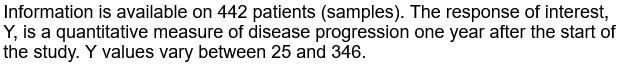 Information is available on 442 patients (samples). The response of interest,
Y, is a quantitative measure of disease progression one year after the start of
the study. Y values vary between 25 and 346.